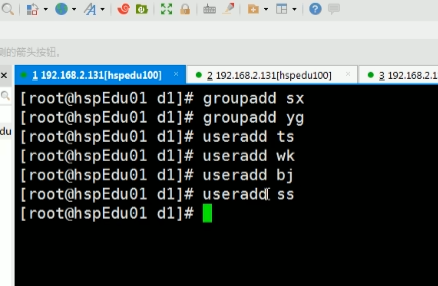 侧的箭头按钮。
1 192.168.2.131[hspedu100]
2 192.168.2.131[hspedu100]
3 192.168.2.131[h
du
[root@hspEdu01 d1]# groupadd sx
[root@hspEdu01 d1]# groupadd yg
[root@hspEdu01 d1]# useradd ts
[root@hspEdu01 d1]# useradd wk
[root@hspEdu01 d1]# useradd bj
[root@hspEdu01 d1]# useradd ss
[root@hspEdu01 d1]#